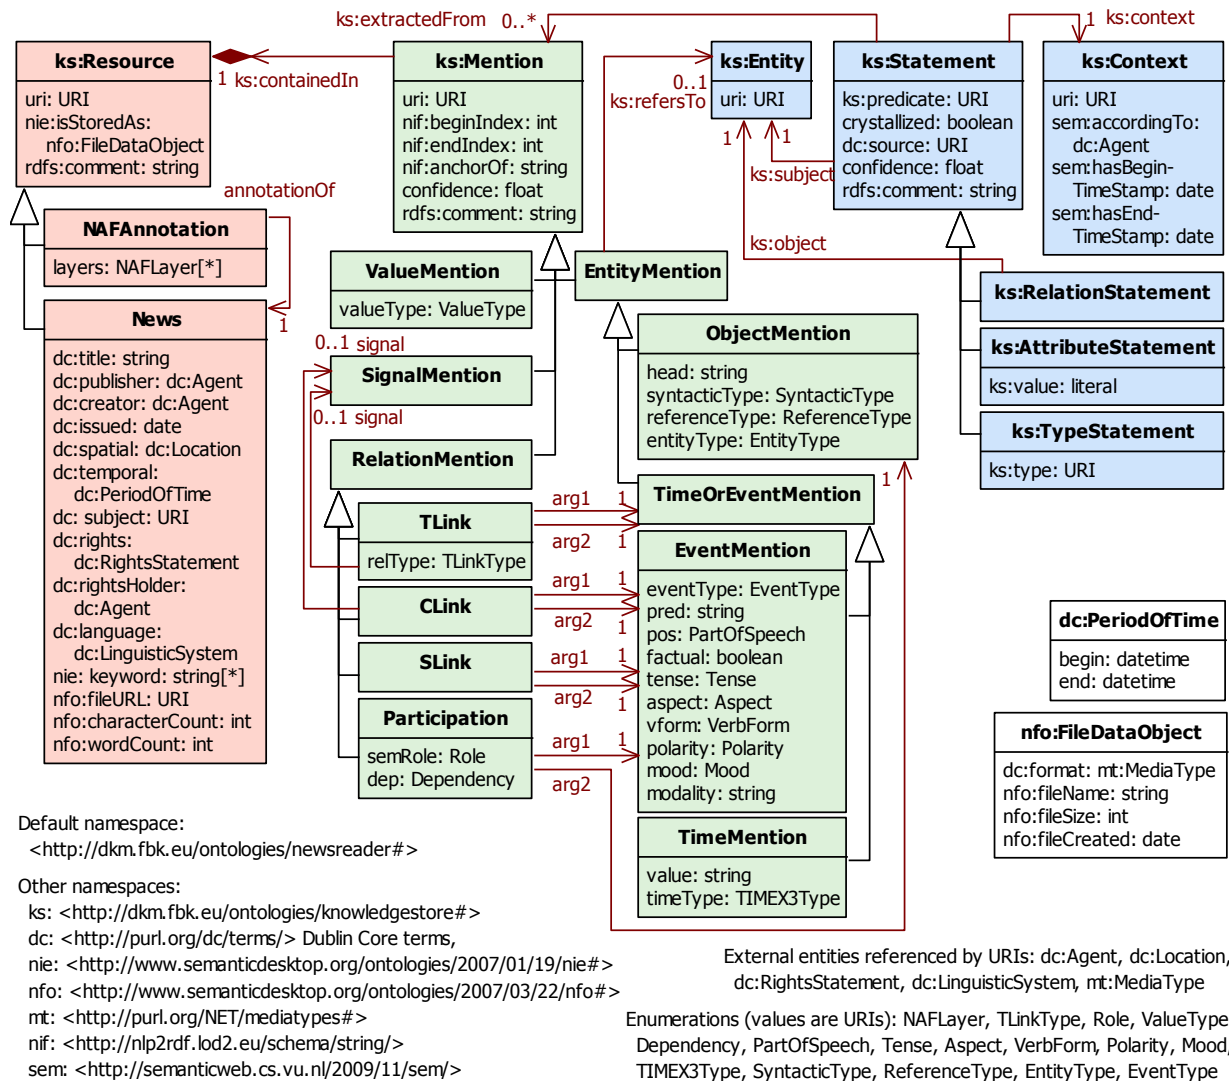 ks:extractedFrom
0..*
1 ks:context
ks:Resource
uri: URI
nie:isStoredAs:
nfo:FileDataObject
rdfs:comment: string
1 ks:containedIn
ks:Mention
uri: URI
nif:beginIndex: int
nif:endIndex: int
nif:anchorOf: string
confidence: float
rdfs:comment: string
0..1
ks:refersTo
ks:Entity
uri: URI
1
1
ks:subject
ks:object
ks:Statement
ks:predicate: URI
crystallized: boolean
dc:source: URI
confidence: float
rdfs:comment: string
ks:Context
uri: URI
sem:accordingTo:
dc:Agent
sem:hasBegin-
TimeStamp: date
sem:hasEnd-
TimeStamp: date
annotationOf
1
NAFAnnotation
layers: NAFLayer[*]
News
dc:title: string
dc:publisher: dc:Agent
dc:creator: dc:Agent
dc:issued: date
dc:spatial: dc:Location
dc:temporal:
dc:PeriodOfTime
dc: subject: URI
dc:rights:
dc:RightsStatement
dc:rightsHolder:
dc:Agent
dc:language:
dc:LinguisticSystem
nie: keyword: string[*]
nfo:fileURL: URI
nfo:characterCount: int
nfo:wordCount: int
ValueMention
valueType: ValueType
EntityMention
0..1 signal
SignalMention
0..1 signal
RelationMention
ObjectMention
head: string
syntacticType: SyntacticType
referenceType: ReferenceType
entityType: EntityType
1
ks:RelationStatement
ks:AttributeStatement
ks:value: literal
ks:TypeStatement
ks:type: URI
TLink
relType: TLinkType
arg1 1
arg2 1
TimeOrEventMention
CLink
arg1 1
arg2 1
SLink
arg1 1
arg2 1
Participation
semRole: Role
dep: Dependency
arg1 1
arg2
EventMention
eventType: EventType
pred: string
pos: PartOfSpeech
factual: boolean
tense: Tense
aspect: Aspect
vform: VerbForm
polarity: Polarity
mood: Mood
modality: string
TimeMention
value: string
timeType: TIMEX3Type
dc:PeriodOfTime
begin: datetime
end: datetime
nfo:FileDataObject
dc:format: mt:MediaType
nfo:fileName: string
nfo:fileSize: int
nfo:fileCreated: date
Default namespace:
<http://dkm.fbk.eu/ontologies/newsreader#>
Other namespaces:
ks: <http://dkm.fbk.eu/ontologies/knowledgestore#>
dc: <http://purl.org/dc/terms/> Dublin Core terms,
nie: <http://www.semanticdesktop.org/ontologies/2007/01/19/nie#>
nfo: <http://www.semanticdesktop.org/ontologies/2007/03/22/nfo#>
mt: <http://purl.org/NET/mediatypes#>
nif: <http://nlp2rdf.lod2.eu/schema/string/>
sem: <http://semanticweb.cs.vu.nl/2009/11/sem/>
External entities referenced by URIs: dc:Agent, dc:Location,
dc:RightsStatement, dc:LinguisticSystem, mt:MediaType
Enumerations (values are URIs): NAFLayer, TLinkType, Role, ValueType
Dependency, PartOfSpeech, Tense, Aspect, VerbForm, Polarity, Mood,
TIMEX3Type, SyntacticType, ReferenceType, EntityType, EventType